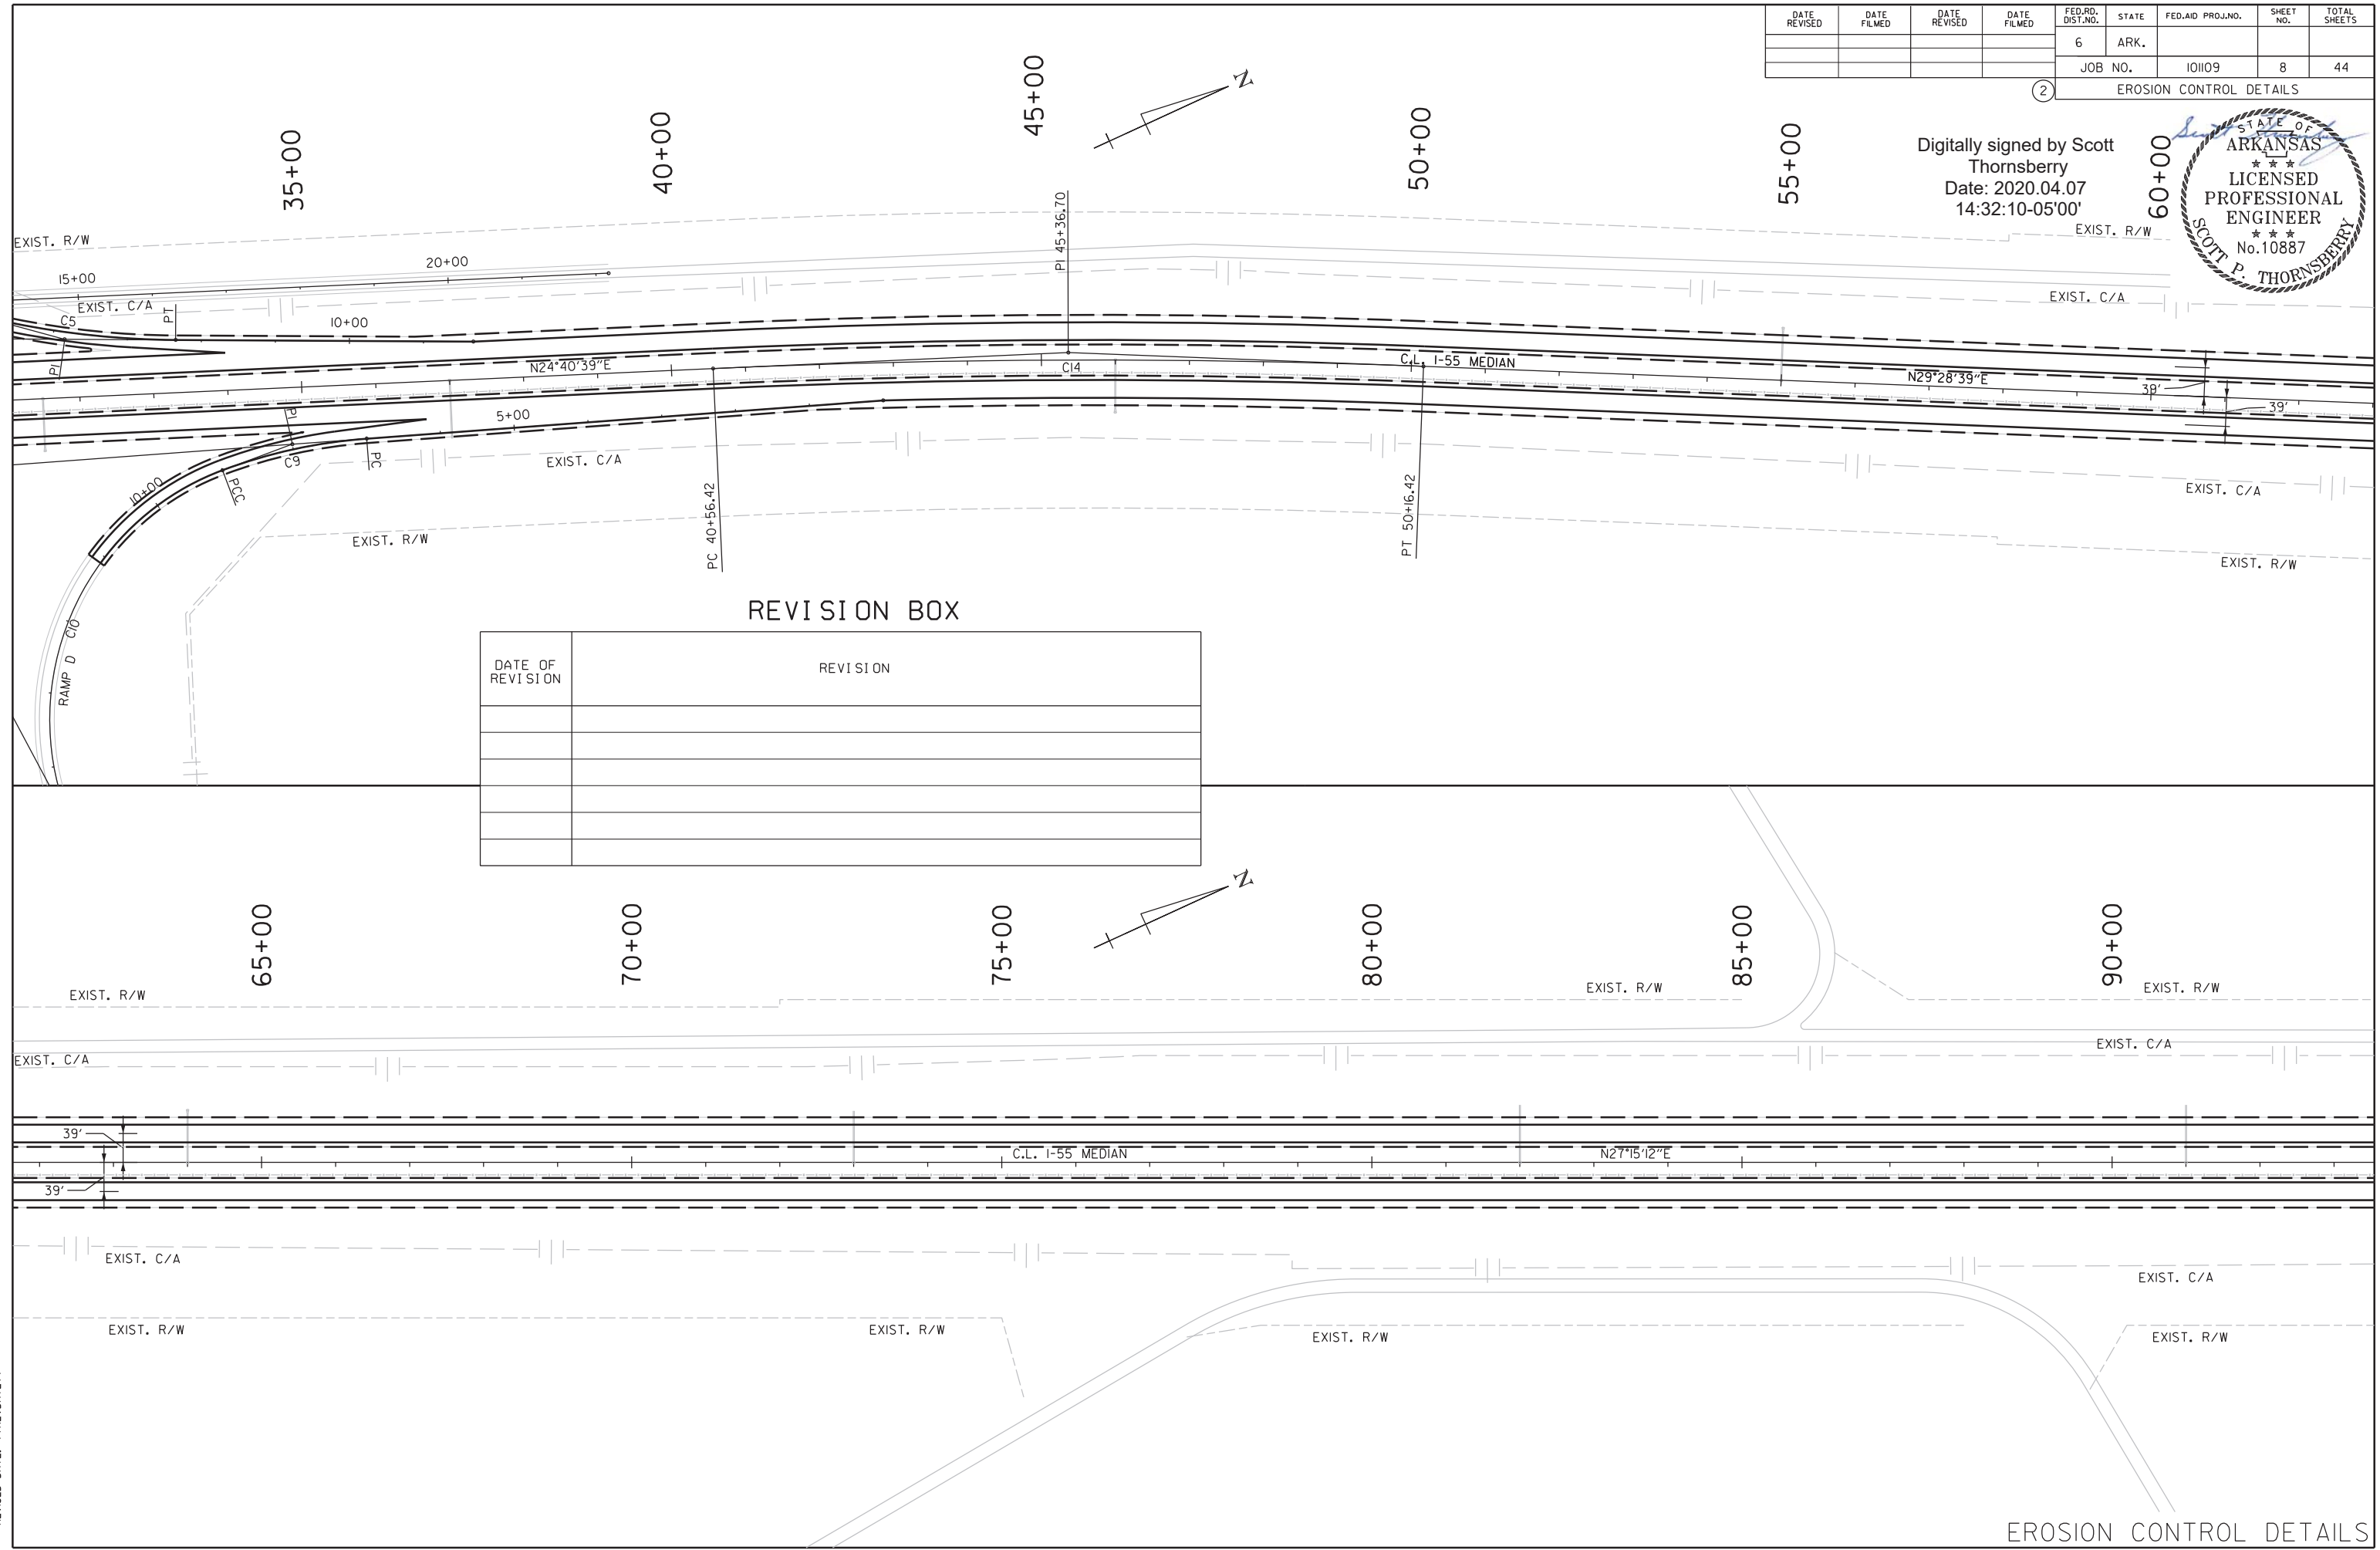 DATE REVISED
DATE FILMED
DATE REVISED
DATE FILMED
FED.RD. DIST.NO.
STATE
FED.AID PROJ.NO.
SHEET NO.
TOTAL SHEETS
6
ARK.
JOB NO.
101109
8
44
2
EROSION CONTROL DETAILS
Digitally signed by Scott
Thornsberry
Date: 2020.04.07
14:32:10-05'00'
STATE OF
ARKANSAS
★ ★ ★
LICENSED
PROFESSIONAL
ENGINEER
★ ★ ★
No.10887
SCOTT P. THORNSBERRY
N
35+00
40+00
45+00
50+00
55+00
60+00
EXIST. R/W
EXIST. R/W
15+00
20+00
PI 45+36.70
EXIST. C/A
EXIST. C/A
C5
PT
10+00
PI
N24°40'39"E
C14
C.L. I-55 MEDIAN
N29°28'39"E
39'
39'
PI
5+00
C9
PC
EXIST. C/A
PCC
10+00
PC 40+56.42
PT 50+16.42
EXIST. C/A
EXIST. R/W
EXIST. R/W
RAMP D
C10
REVISION BOX
DATE OF REVISION
REVISION
N
65+00
70+00
75+00
80+00
85+00
90+00
EXIST. R/W
EXIST. R/W
EXIST. R/W
EXIST. C/A
EXIST. C/A
39'
C.L. I-55 MEDIAN
N27°15'12"E
39'
EXIST. C/A
EXIST. C/A
EXIST. R/W
EXIST. R/W
EXIST. R/W
EXIST. R/W
EROSION CONTROL DETAILS